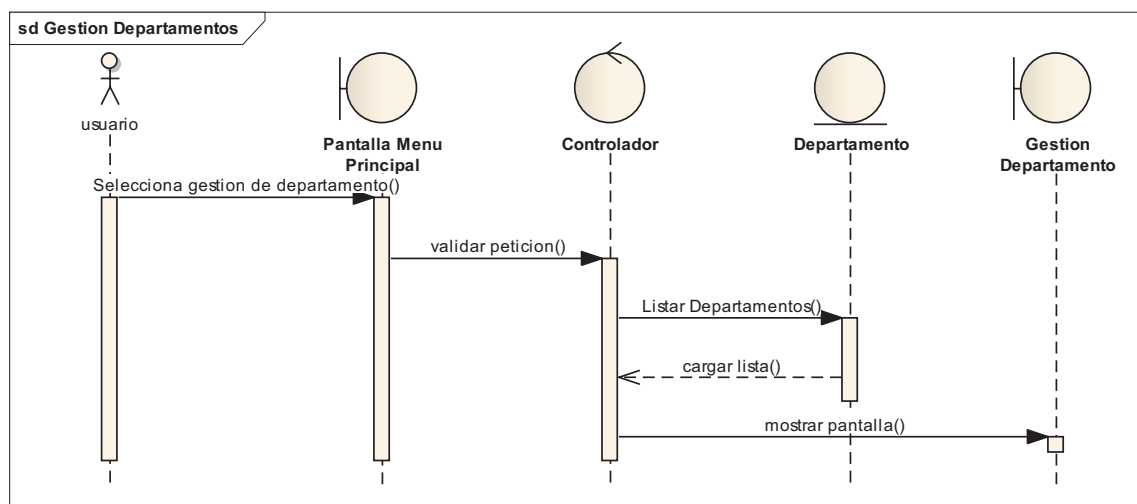 sd Gestion Departamentos
usuario
Pantalla Menu
Principal
Controlador
Departamento
Gestion
Departamento
Selecciona gestion de departamento()
validar peticion()
Listar Departamentos()
cargar lista()
mostrar pantalla()